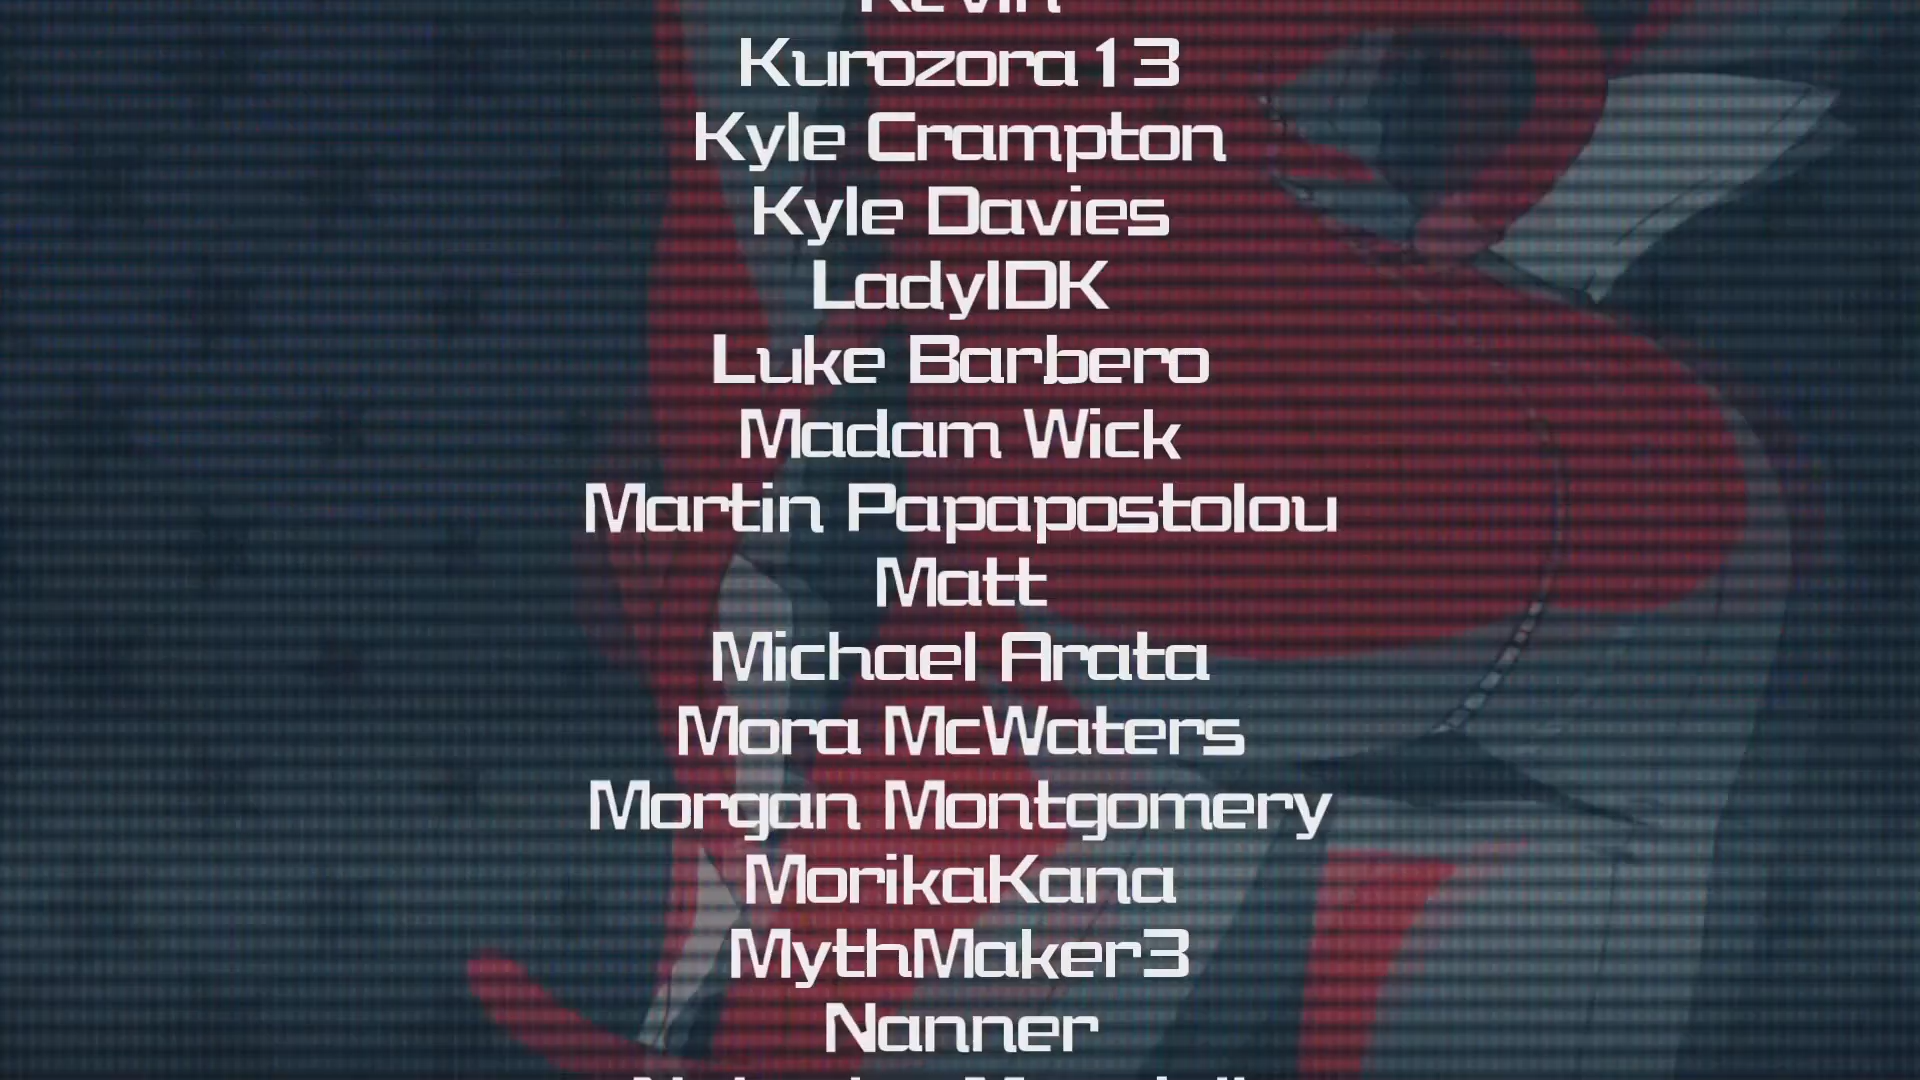 Kevin
Kurozora13
Kyle Crampton
Kyle Davies
LadyIDK
Luke Barbero
Madam Wick
Martin Papapostolou
Matt
Michael Arata
Mora McWaters
Morgan Montgomery
MorikaKana
MythMaker3
Nanner